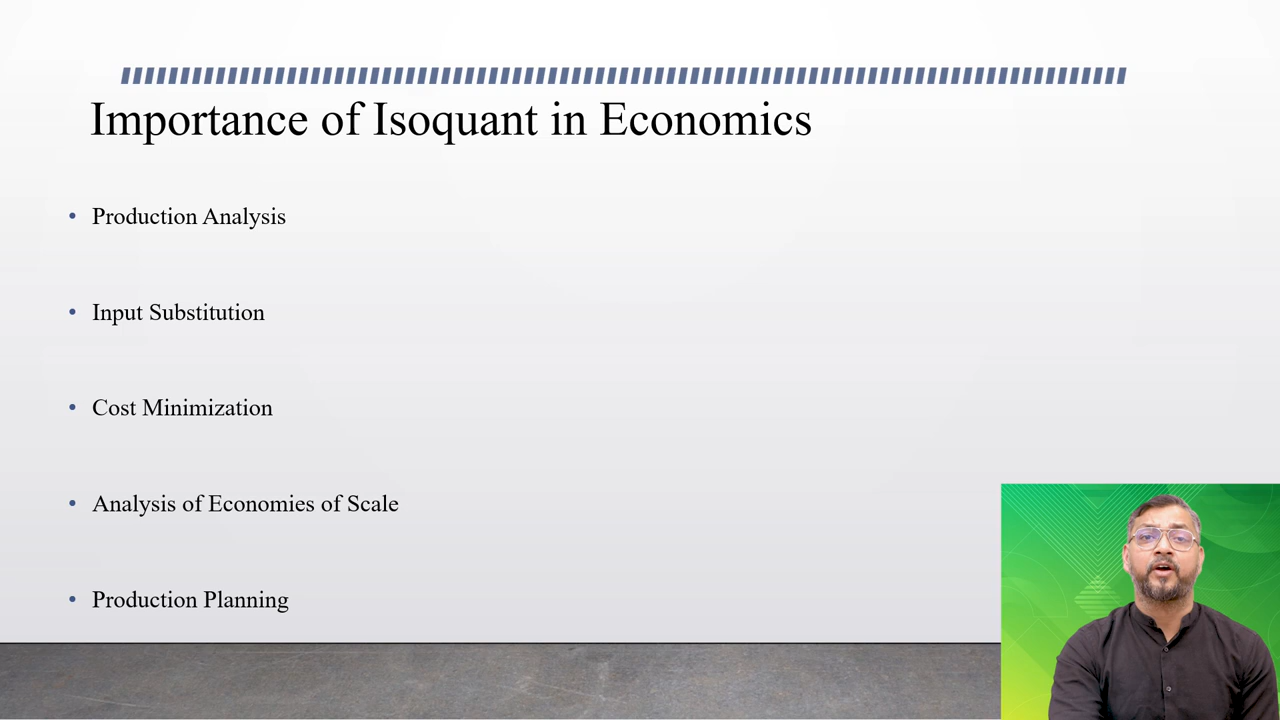 Importance of Isoquant in Economics
• Production Analysis
• Input Substitution
• Cost Minimization
• Analysis of Economies of Scale
• Production Planning